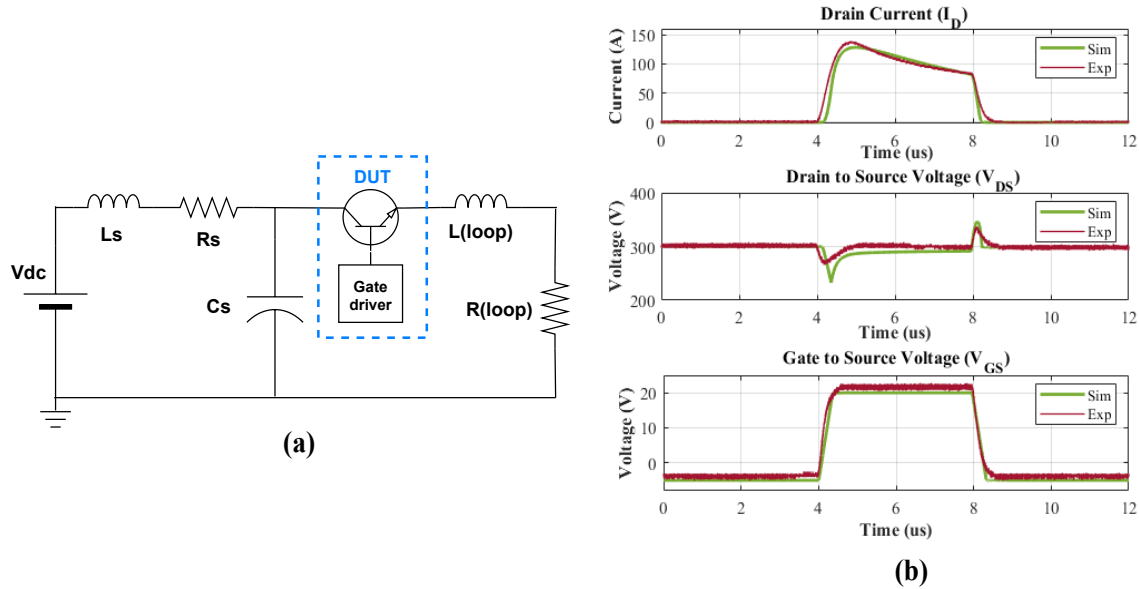 DUT
Ls
Rs
L(loop)
Vdc
Cs
Gate
driver
R(loop)
(a)
Drain Current (I_D)
Current (A)
150
100
50
0
Sim
Exp
0 2 4 6 8 10 12
Time (us)
Drain to Source Voltage (V_DS)
Voltage (V)
400
300
200
Sim
Exp
0 2 4 6 8 10 12
Time (us)
Gate to Source Voltage (V_GS)
Voltage (V)
20
10
0
Sim
Exp
0 2 4 6 8 10 12
Time (us)
(b)